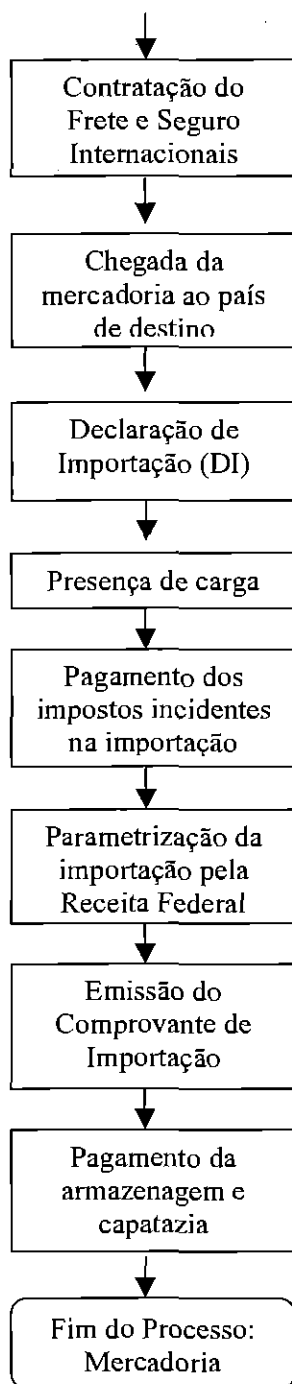 Contratação do
Frete e Seguro
Internacionais
Chegada da
mercadoria ao país
de destino
Declaração de
Importação (DI)
Presença de carga
Pagamento dos
impostos incidentes
na importação
Parametrização da
importação pela
Receita Federal
Emissão do
Comprovante de
Importação
Pagamento da
armazenagem e
capatazia
Fim do Processo:
Mercadoria